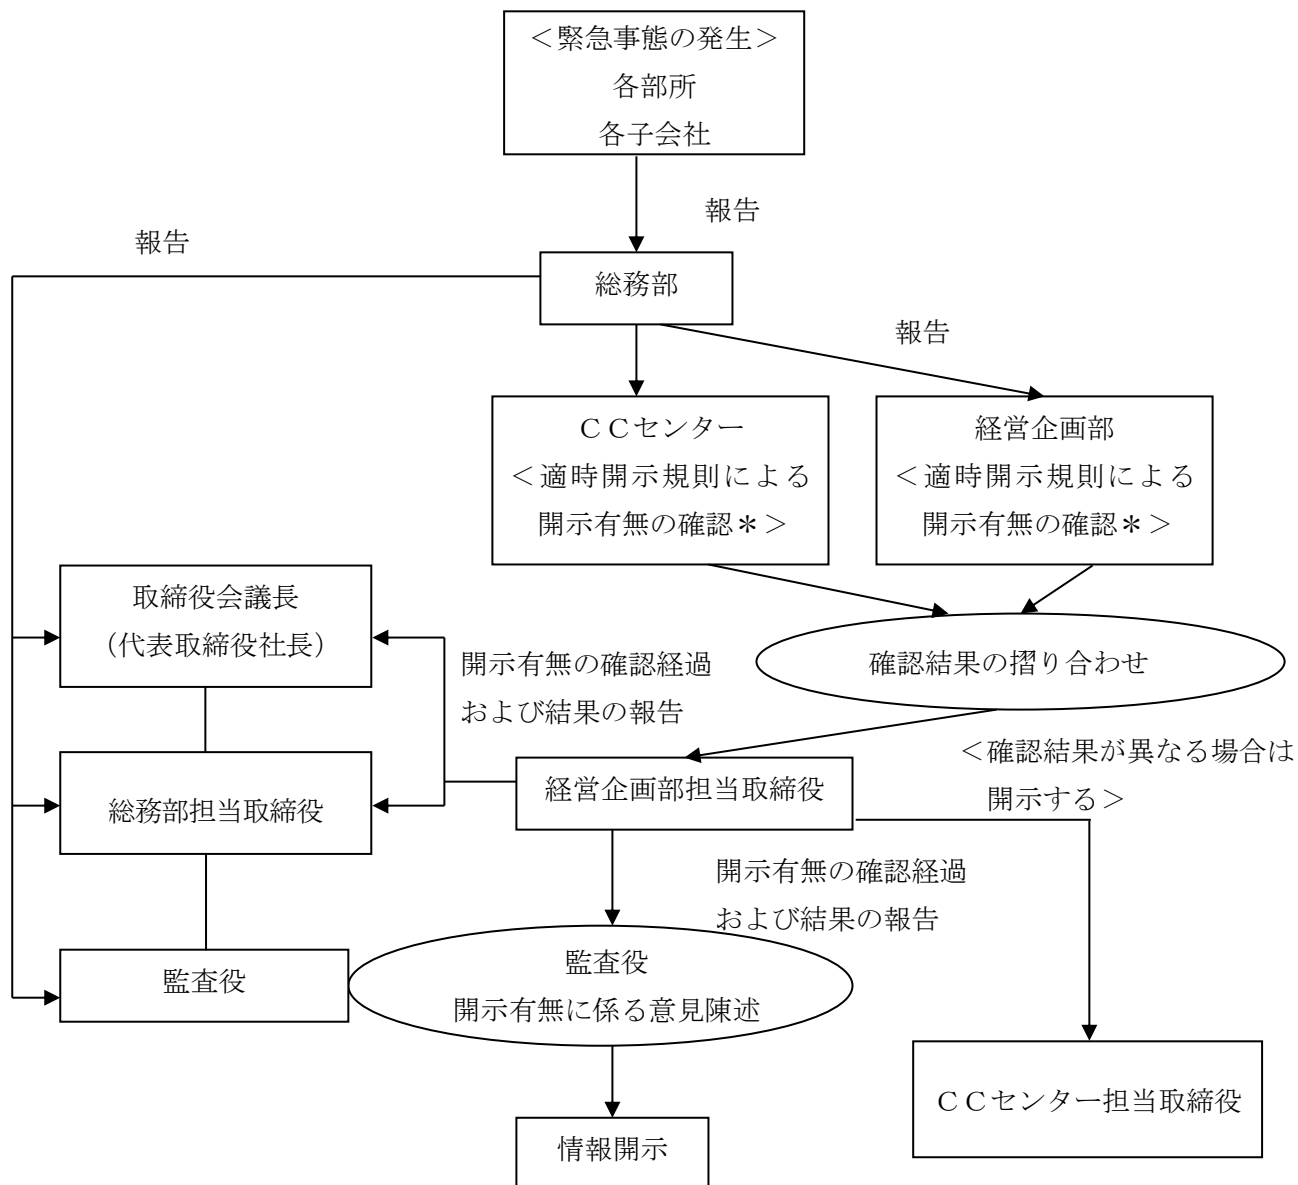 ＜緊急事態の発生＞
各部所
各子会社
報告
報告
総務部
報告
ＣＣセンター
＜適時開示規則による
開示有無の確認＊＞
経営企画部
＜適時開示規則による
開示有無の確認＊＞
取締役会議長
（代表取締役社長）
開示有無の確認経過
および結果の報告
確認結果の摺り合わせ
＜確認結果が異なる場合は
開示する＞
総務部担当取締役
経営企画部担当取締役
開示有無の確認経過
および結果の報告
監査役
監査役
開示有無に係る意見陳述
ＣＣセンター担当取締役
情報開示